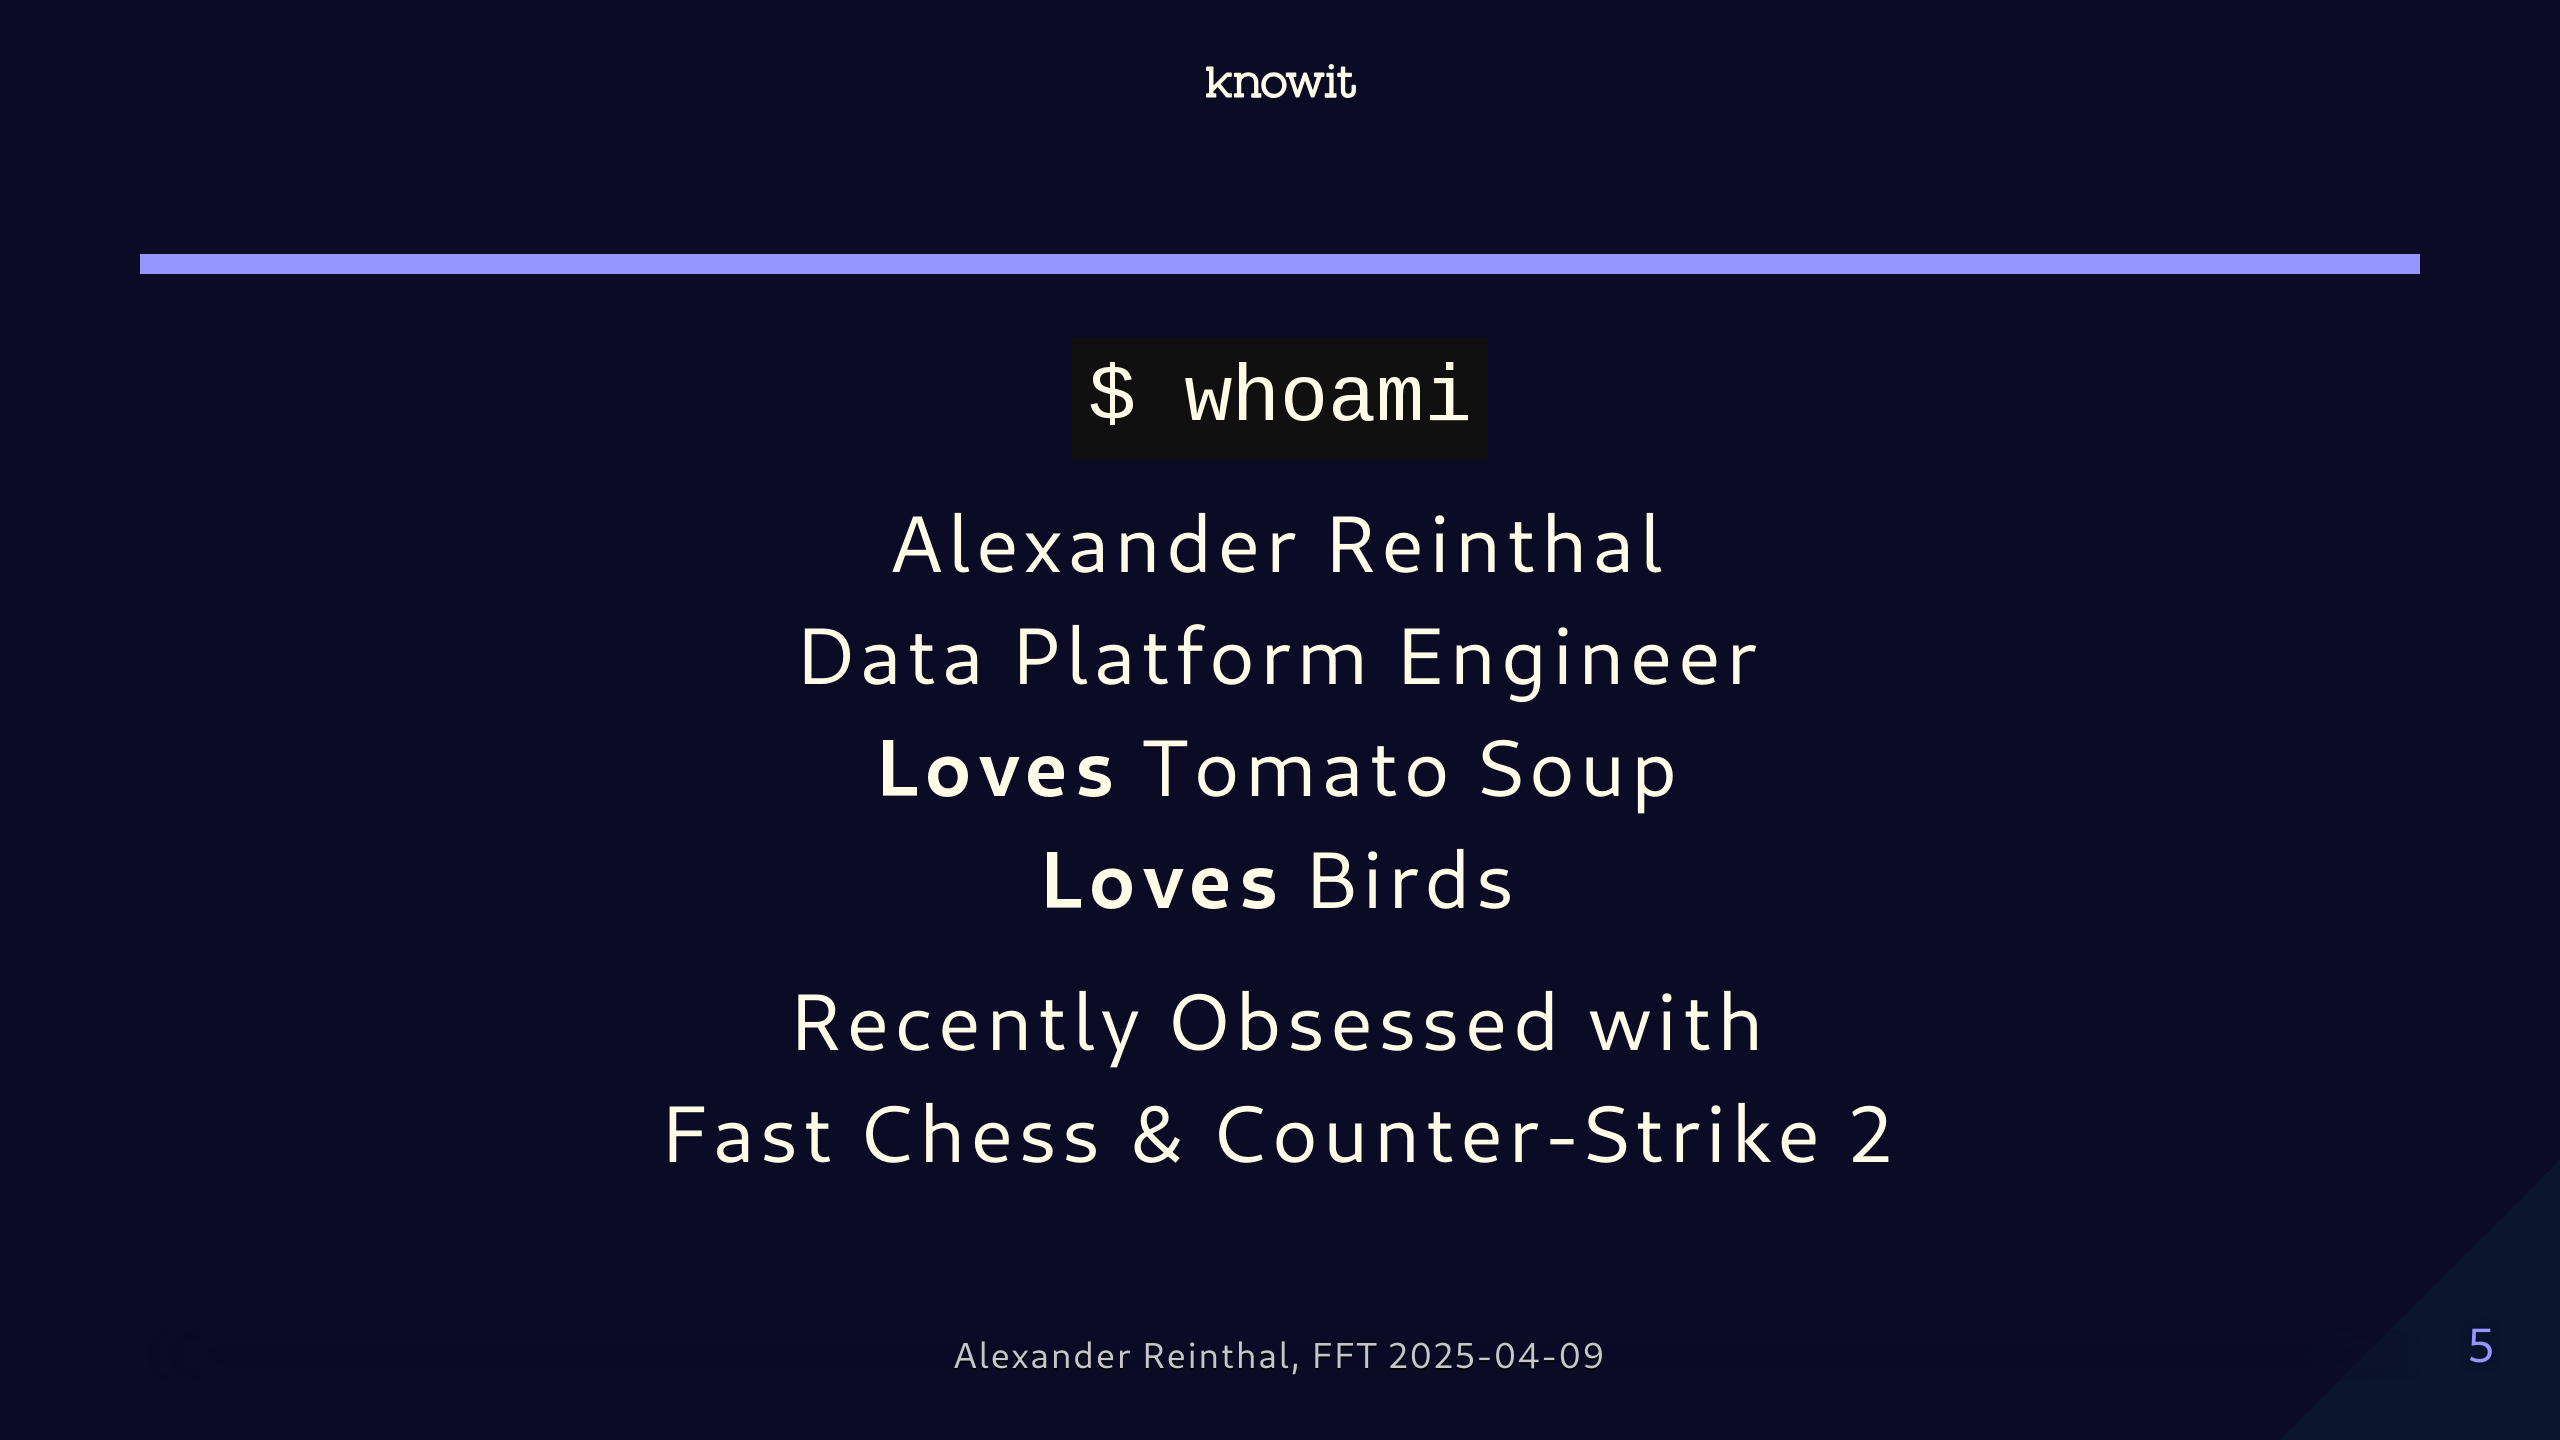 knowit
$ whoami
Alexander Reinthal
Data Platform Engineer
Loves Tomato Soup
Loves Birds
Recently Obsessed with
Fast Chess & Counter-Strike 2
Alexander Reinthal, FFT 2025-04-09
5